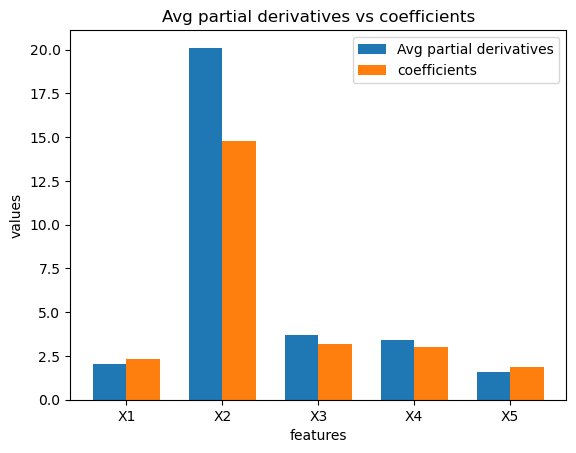 Avg partial derivatives vs coefficients
Avg partial derivatives
coefficients
values
20.0
17.5
15.0
12.5
10.0
7.5
5.0
2.5
0.0
X1 X2 X3 X4 X5
features